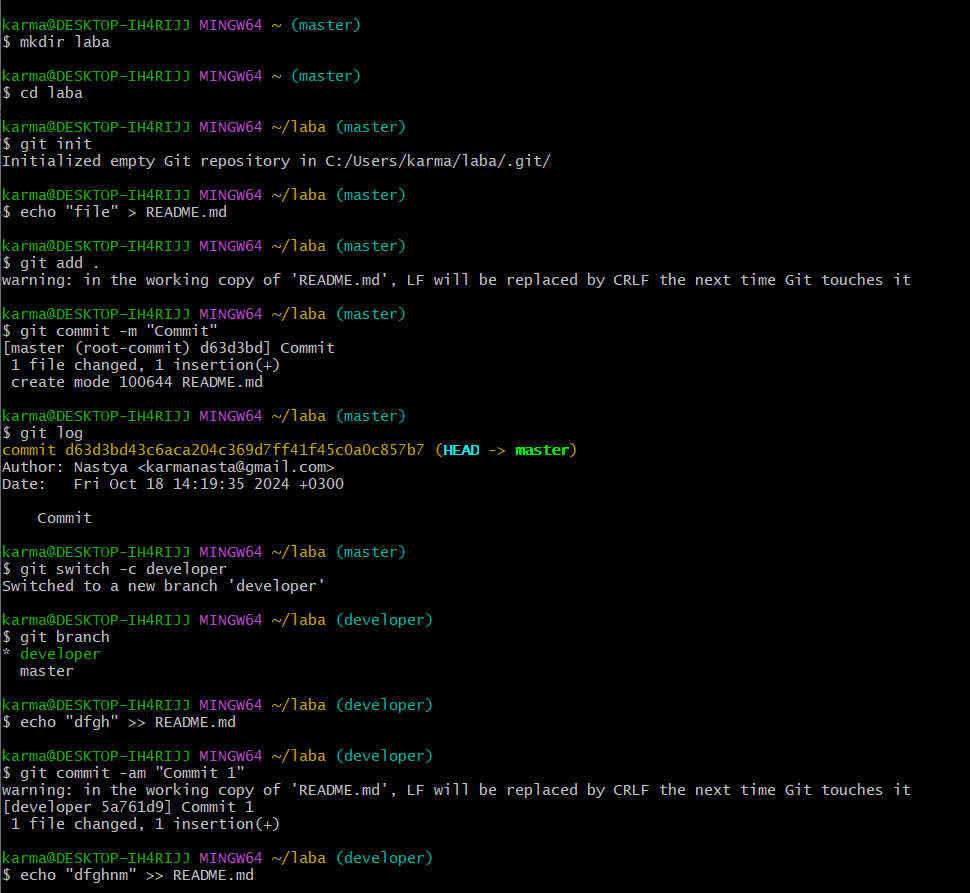 karma@DESKTOP-IH4RIJJ MINGW64 ~ (master)
$ mkdir laba
karma@DESKTOP-IH4RIJJ MINGW64 ~ (master)
$ cd laba
karma@DESKTOP-IH4RIJJ MINGW64 ~/laba (master)
$ git init
Initialized empty Git repository in C:/Users/karma/laba/.git/
karma@DESKTOP-IH4RIJJ MINGW64 ~/laba (master)
$ echo "file" > README.md
karma@DESKTOP-IH4RIJJ MINGW64 ~/laba (master)
$ git add .
warning: in the working copy of 'README.md', LF will be replaced by CRLF the next time Git touches it
karma@DESKTOP-IH4RIJJ MINGW64 ~/laba (master)
$ git commit -m "Commit"
[master (root-commit) d63d3bd] Commit
 1 file changed, 1 insertion(+)
 create mode 100644 README.md
karma@DESKTOP-IH4RIJJ MINGW64 ~/laba (master)
$ git log
commit d63d3bd43c6aca204c369d7ff41f45c0a0c857b7 (HEAD -> master)
Author: Nastya <karmanasta@gmail.com>
Date:   Fri Oct 18 14:19:35 2024 +0300
    Commit
karma@DESKTOP-IH4RIJJ MINGW64 ~/laba (master)
$ git switch -c developer
Switched to a new branch 'developer'
karma@DESKTOP-IH4RIJJ MINGW64 ~/laba (developer)
$ git branch
* developer
  master
karma@DESKTOP-IH4RIJJ MINGW64 ~/laba (developer)
$ echo "dfgh" >> README.md
karma@DESKTOP-IH4RIJJ MINGW64 ~/laba (developer)
$ git commit -am "Commit 1"
warning: in the working copy of 'README.md', LF will be replaced by CRLF the next time Git touches it
[developer 5a761d9] Commit 1
 1 file changed, 1 insertion(+)
karma@DESKTOP-IH4RIJJ MINGW64 ~/laba (developer)
$ echo "dfghnm" >> README.md